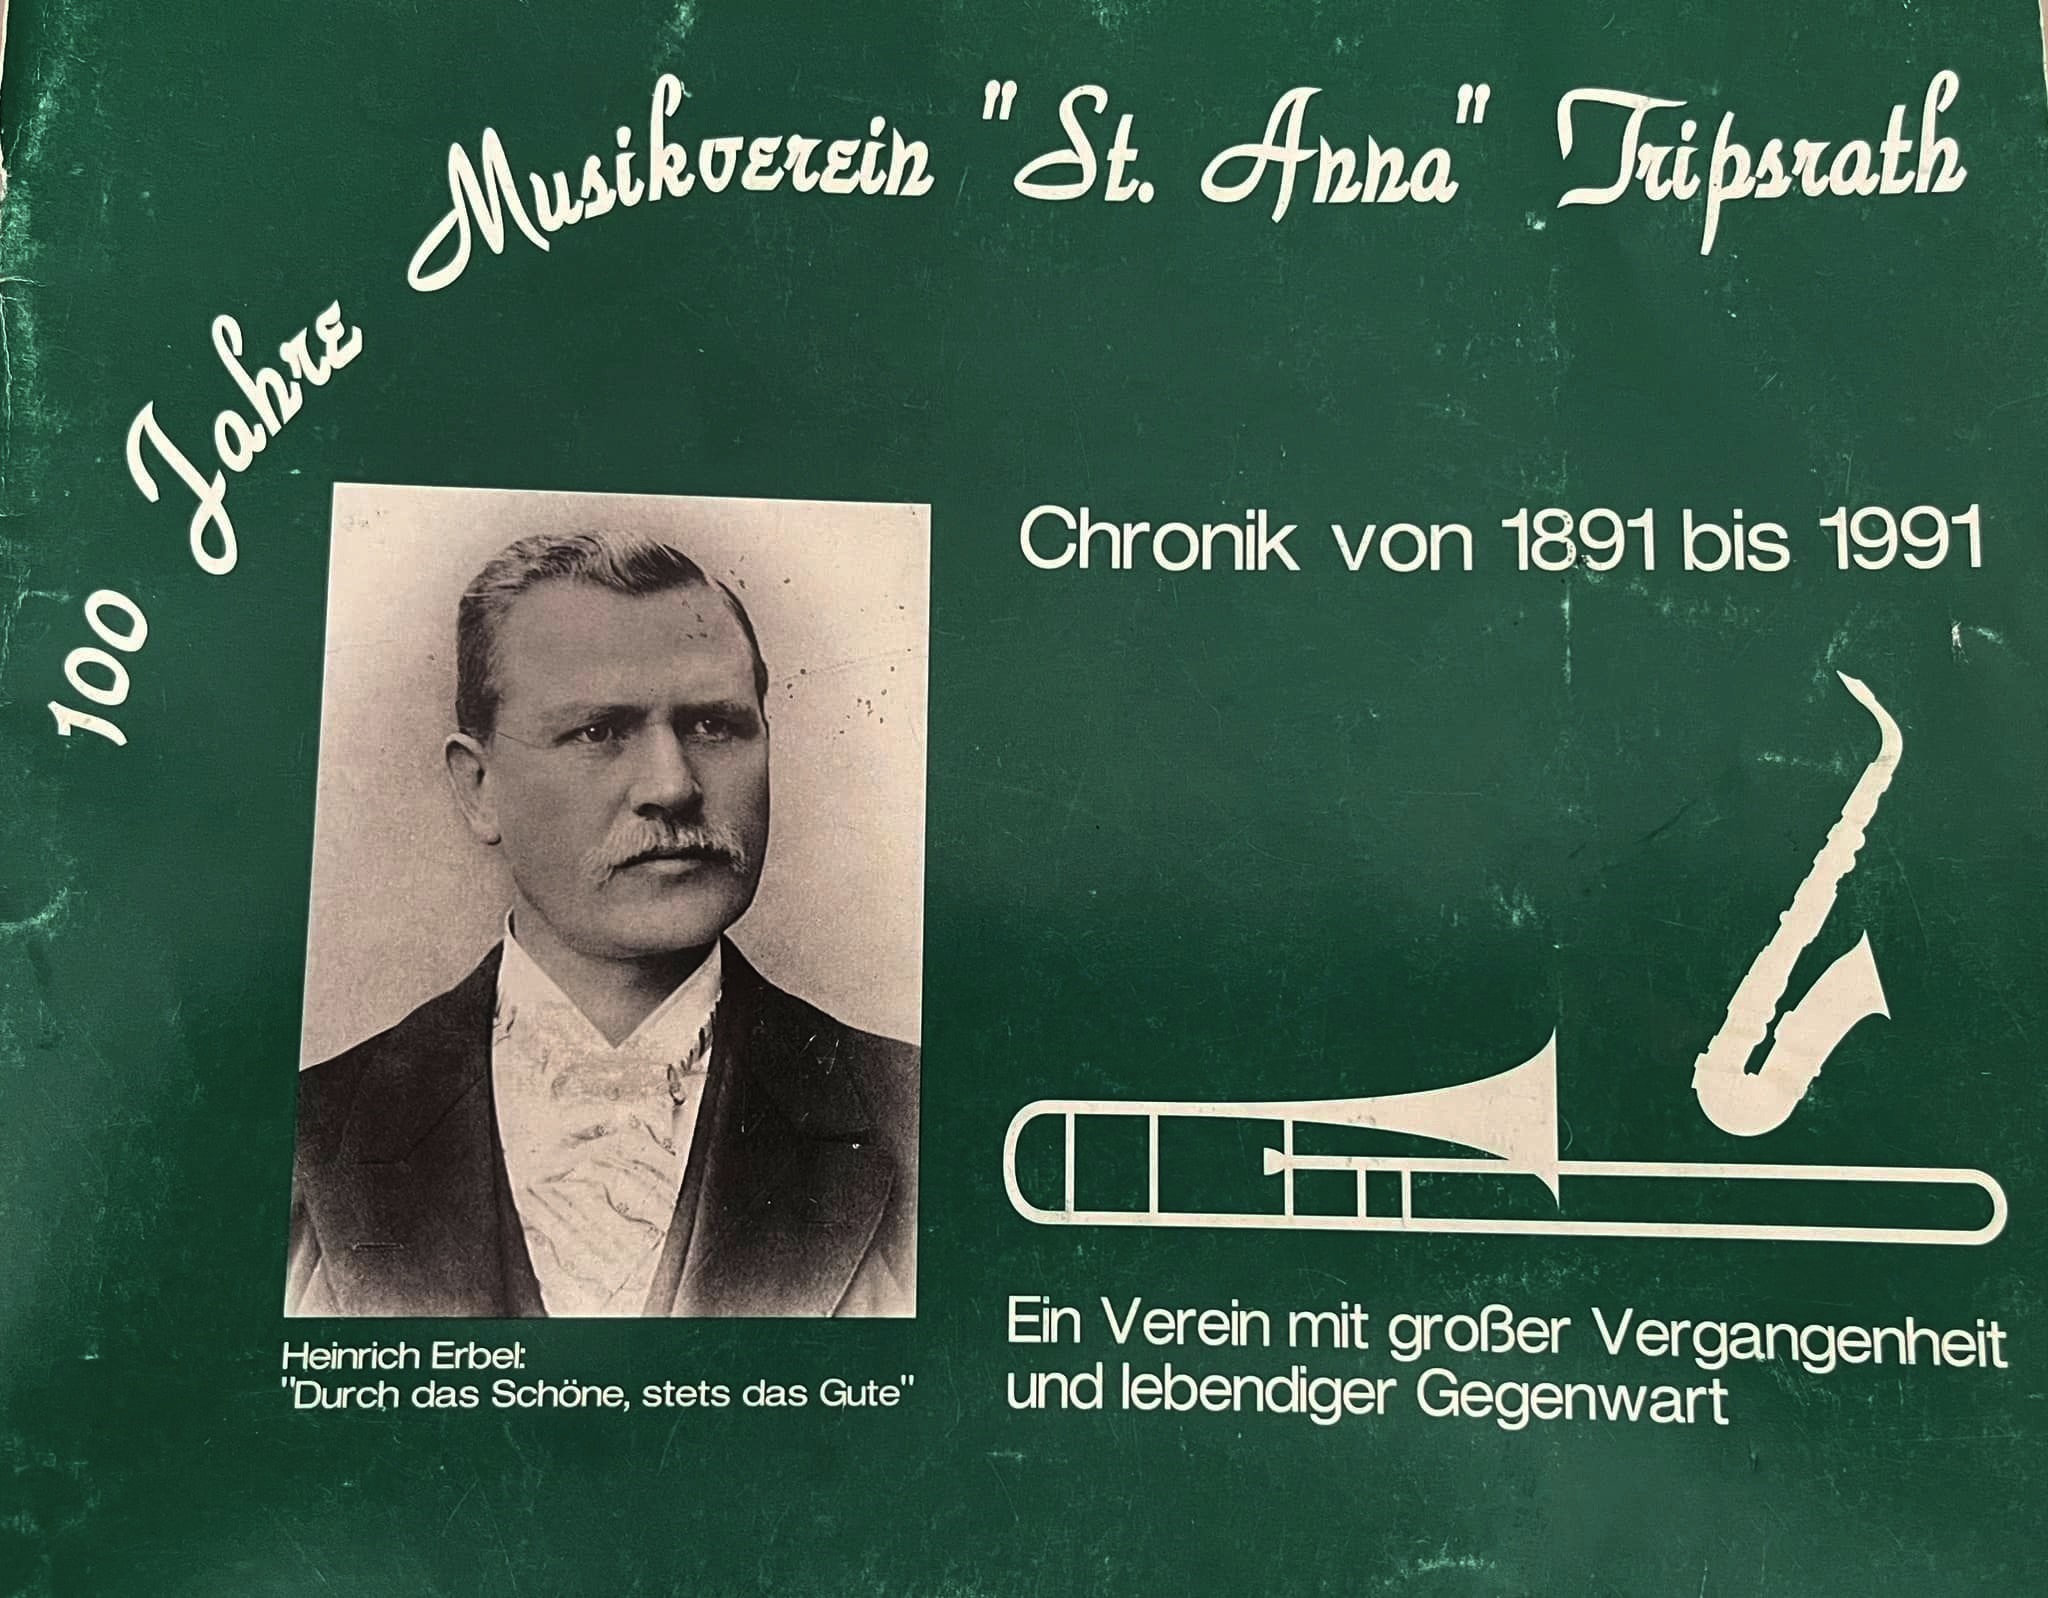 100 Jahre Musikverein "St. Anna" Tripsrath
Chronik von 1891 bis 1991
Heinrich Erbel:
"Durch das Schöne, stets das Gute"
Ein Verein mit großer Vergangenheit
und lebendiger Gegenwart